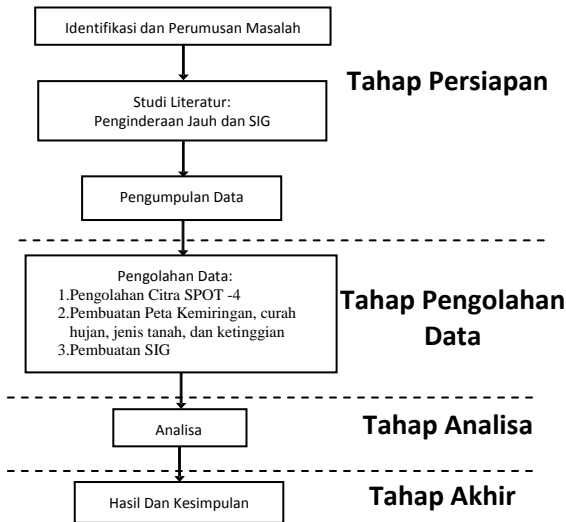 Identifikasi dan Perumusan Masalah
Tahap Persiapan
Studi Literatur:
Penginderaan Jauh dan SIG
Pengumpulan Data
Pengolahan Data:
1.Pengolahan Citra SPOT -4
2.Pembuatan Peta Kemiringan, curah
hujan, jenis tanah, dan ketinggian
3.Pembuatan SIG
Tahap Pengolahan
Data
Analisa
Tahap Analisa
Hasil Dan Kesimpulan
Tahap Akhir